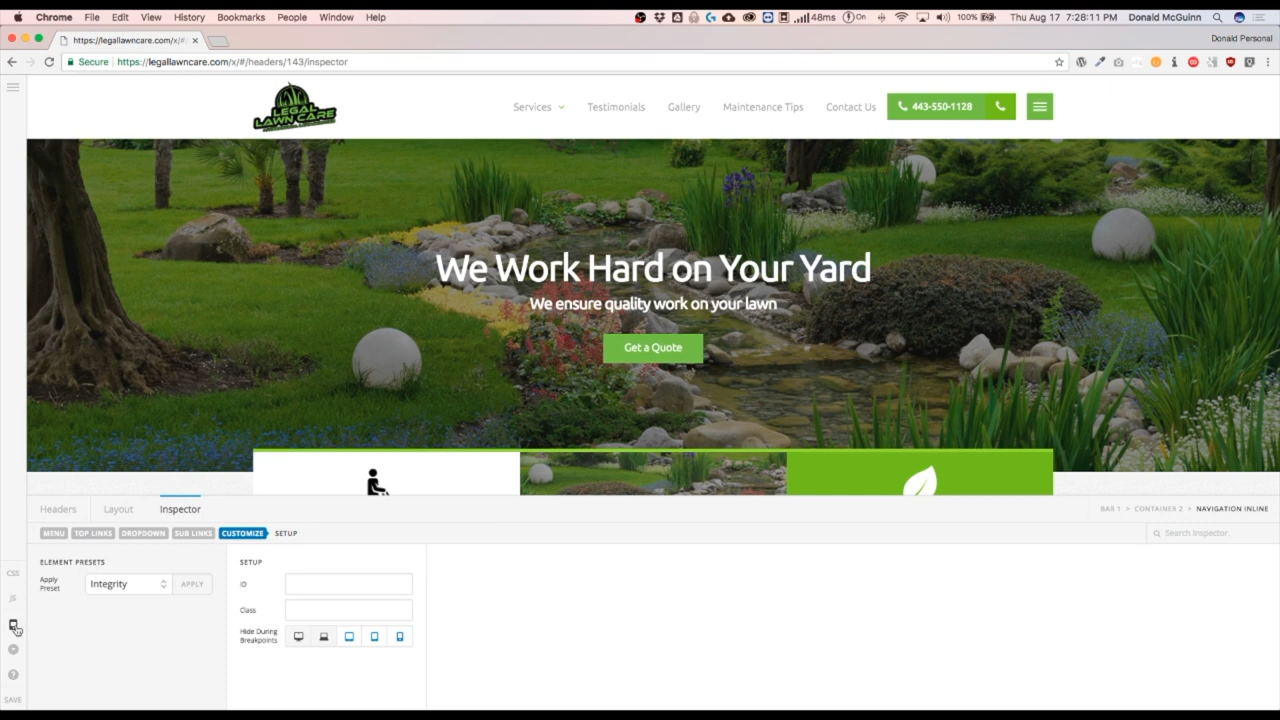 Chrome File Edit View History Bookmarks People Window Help 48ms On 100% Thu Aug 17 7:28:11 PM Donald McGuinn
https://legallawncare.com/x/#/ Donald Personal
Secure https://legallawncare.com/x/#/headers/143/inspector
LEGAL
LAWN CARE
Services Testimonials Gallery Maintenance Tips Contact Us 443-550-1128
We Work Hard on Your Yard
We ensure quality work on your lawn
Get a Quote
Headers Layout Inspector BAR 1 > CONTAINER 2 > NAVIGATION INLINE
MENU TOP LINKS DROPDOWN SUB LINKS CUSTOMIZE SETUP Search Inspector.
ELEMENT PRESETS
Apply
Preset
Integrity
APPLY
SETUP
ID
Class
Hide During
Breakpoints
CSS
JS
?
SAVE